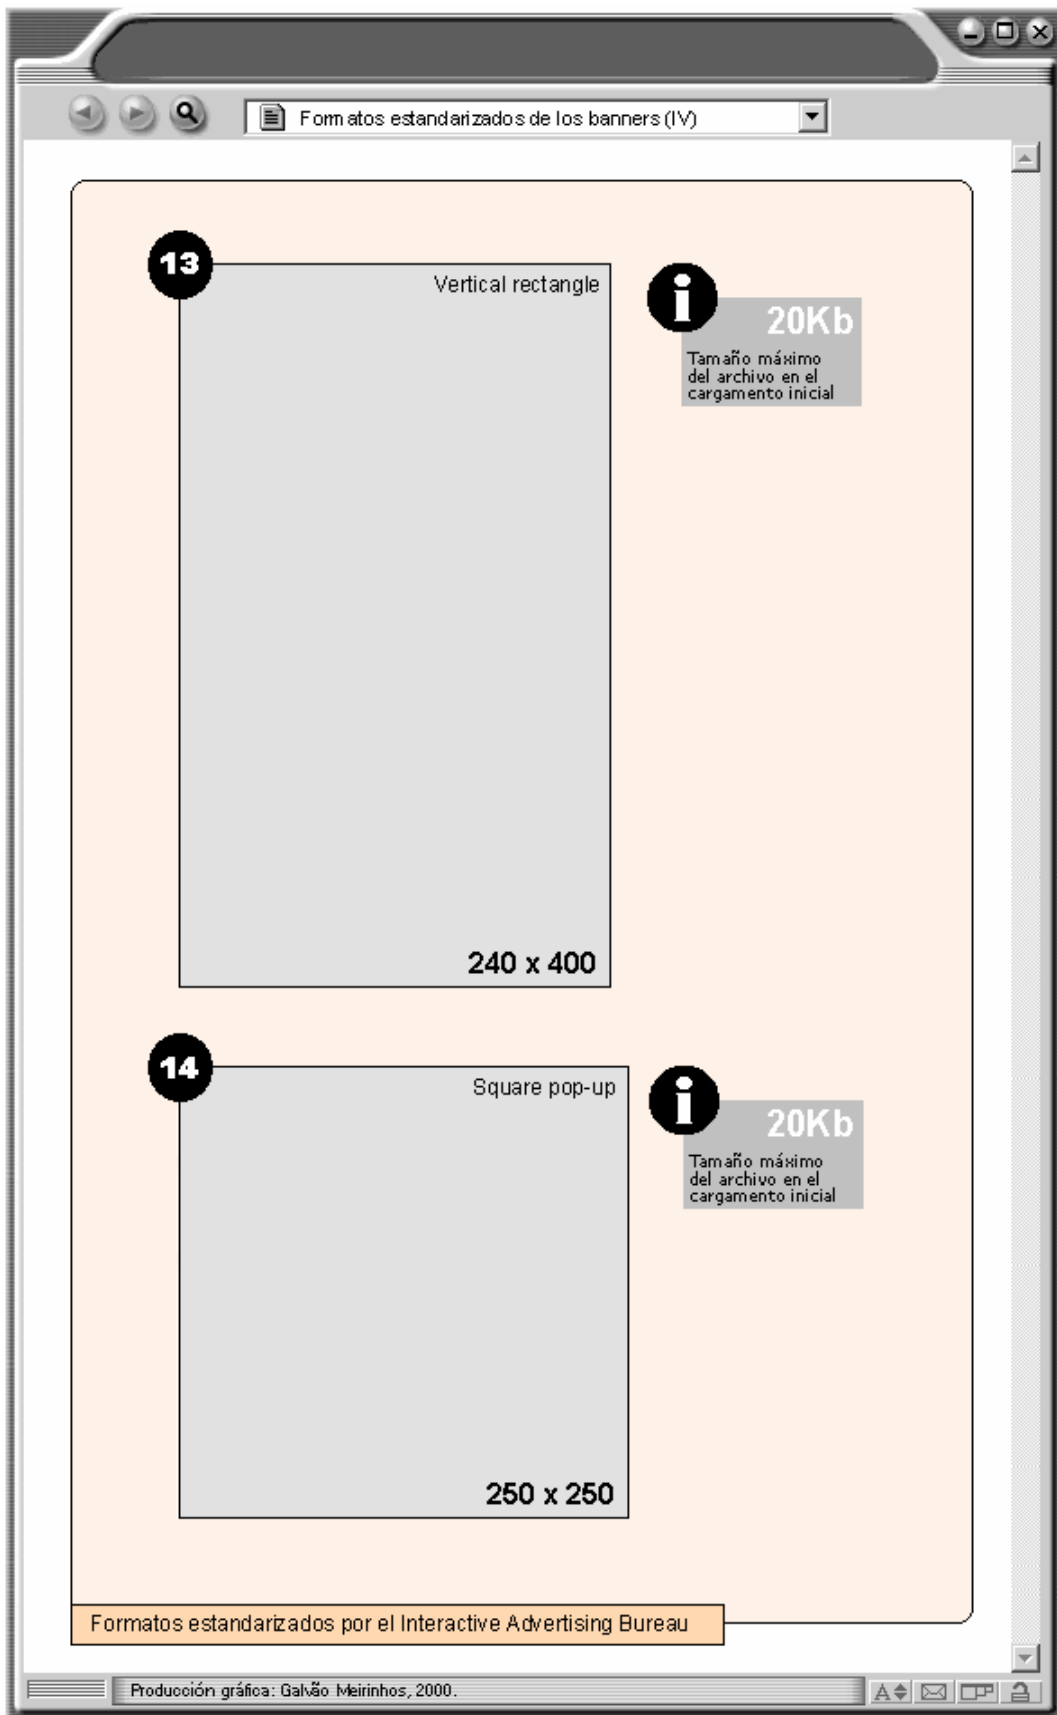 Formatos estandarizados de los banners (IV)
13
Vertical rectangle
i
20Kb
Tamaño máximo
del archivo en el
cargamento inicial
240 x 400
14
Square pop-up
i
20Kb
Tamaño máximo
del archivo en el
cargamento inicial
250 x 250
Formatos estandarizados por el Interactive Advertising Bureau
Producción gráfica: Galvão Meirinhos, 2000.
A